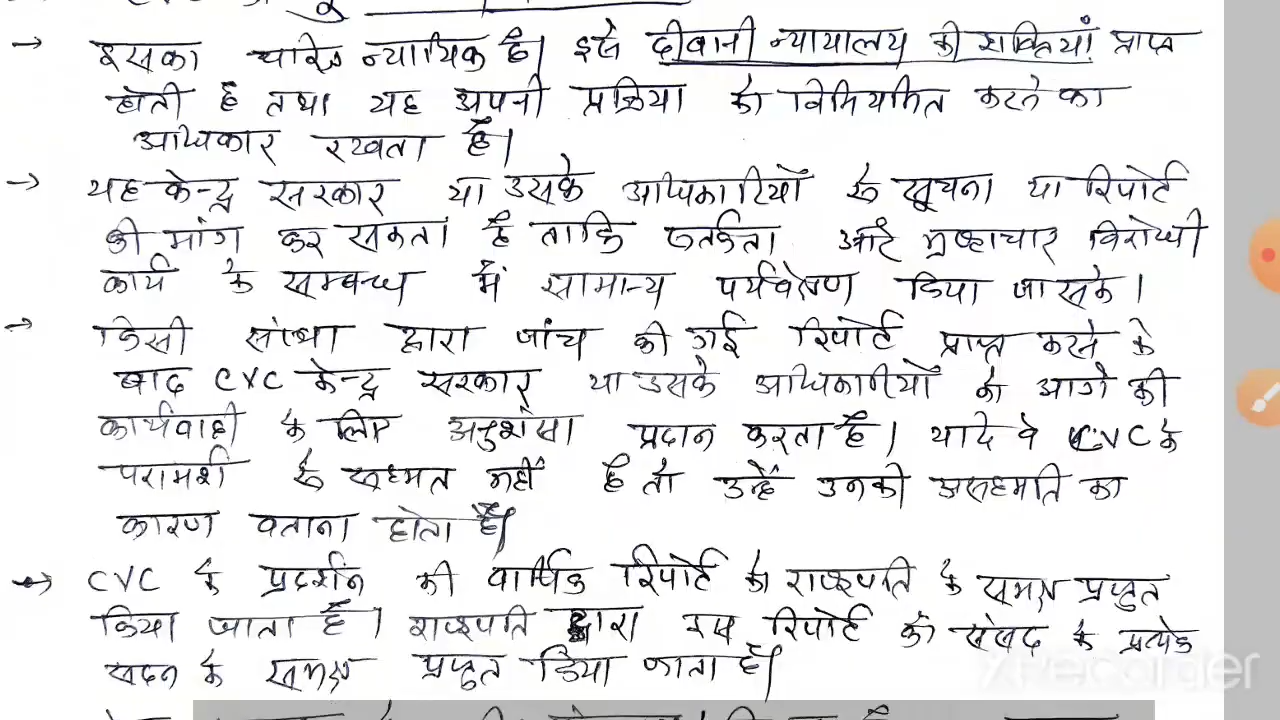 → इसका चरित्र न्यायिक है। इसे दीवानी न्यायालय की शक्तियां प्राप्त
होती है तथा यह अपनी प्रक्रिया को विनियमित करने का
अधिकार रखता है।
→ यह केन्द्र सरकार या उसके अधिकारियों से सूचना या रिपोर्ट
की मांग कर सकता है ताकि सतर्कता और भ्रष्टाचार विरोधी
कार्य के सम्बन्ध में सामान्य पर्यवेक्षण किया जा सके।
→ किसी संस्था द्वारा जांच की गई रिपोर्ट प्राप्त करने के
बाद CVC केन्द्र सरकार या उसके अधिकारियों को आगे की
कार्यवाही के लिए अनुशंसा प्रदान करता है। यदि वे CVC के
परामर्श से सहमत नहीं है तो उन्हें उनकी असहमति का
कारण बताना होता है।
→ CVC के प्रदर्शन की वार्षिक रिपोर्ट को राष्ट्रपति के समक्ष प्रस्तुत
किया जाता है। राष्ट्रपति द्वारा इस रिपोर्ट को संसद के प्रत्येक
सदन के समक्ष प्रस्तुत किया जाता है।
XRecorder